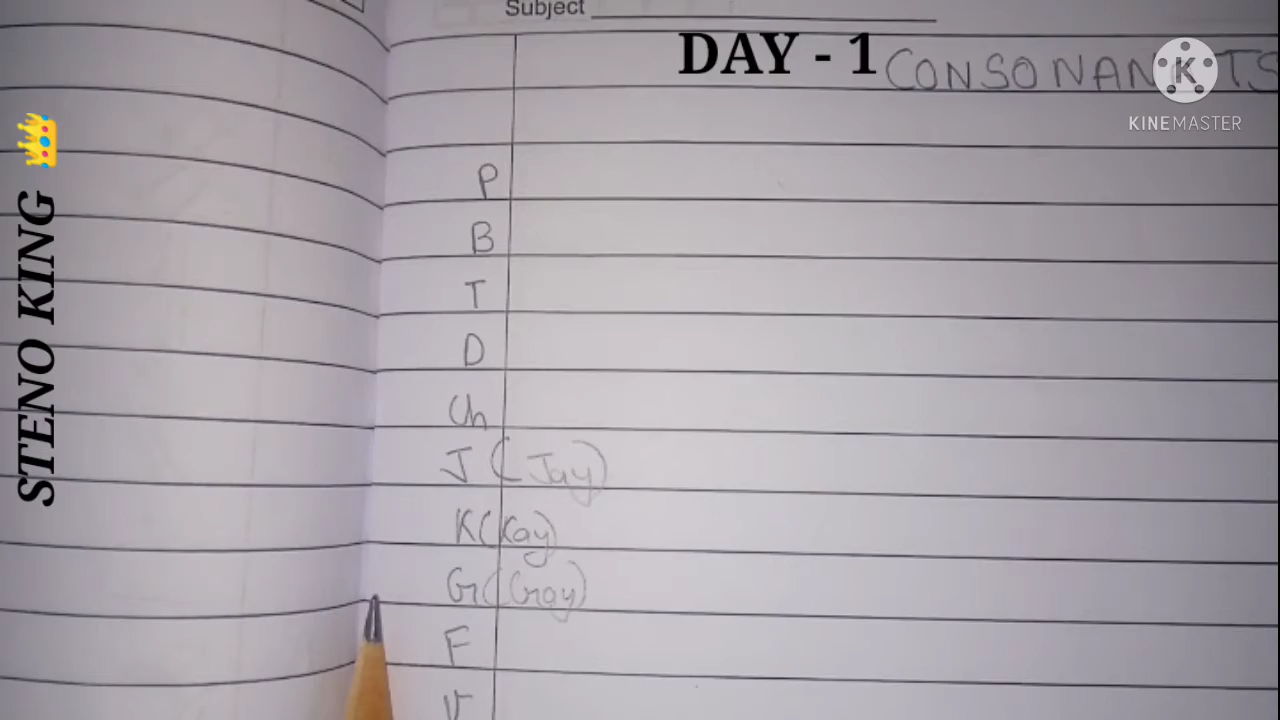 Subject
DAY - 1 CONSONANTS
KINEMASTER
STENO KING
P
B
T
D
Ch
J (Jay)
K (Kay)
G (Gay)
F
V